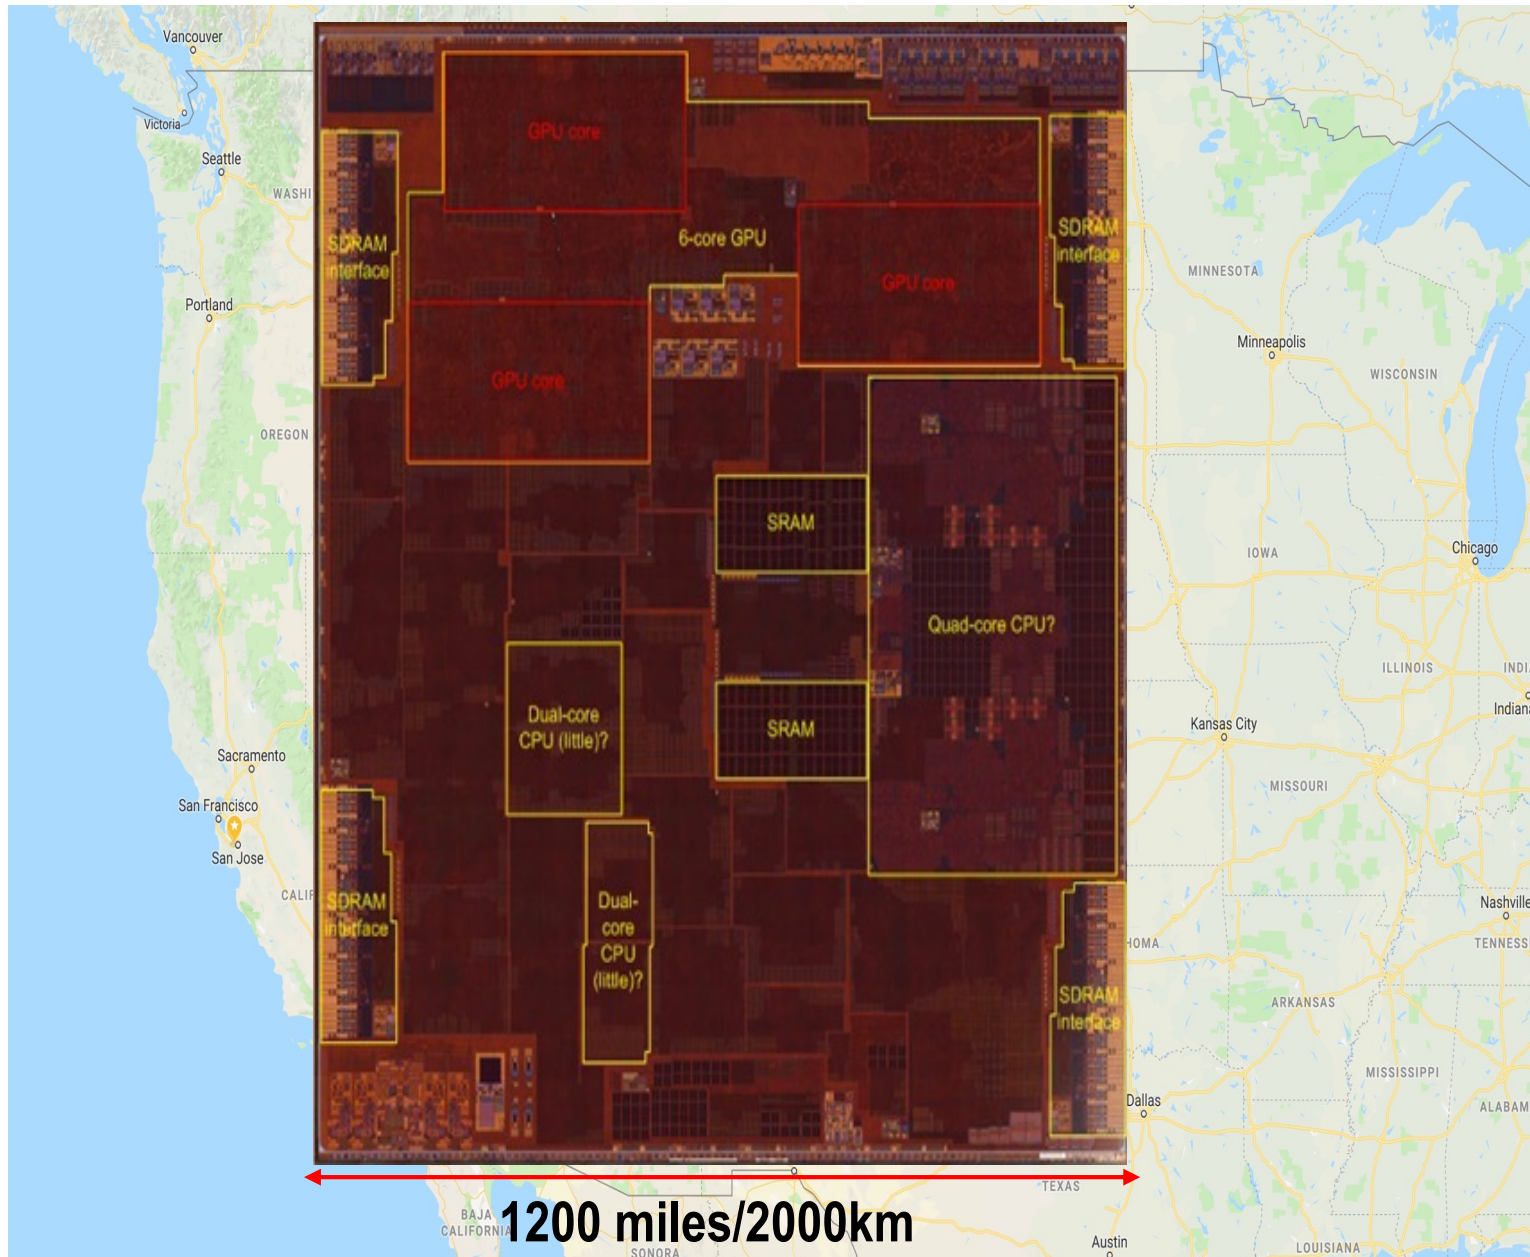 Vancouver
Victoria
Seattle
WASHI
Portland
OREGON
Sacramento
San Francisco
San Jose
CALIF
GPU core
SDRAM
interface
6-core GPU
GPU core
SDRAM
interface
GPU core
SRAM
Quad-core CPU?
Dual-core
CPU (little)?
SRAM
Dual-
core
CPU
(little)?
SDRAM
interface
SDRAM
interface
MINNESOTA
Minneapolis
WISCONSIN
IOWA
Chicago
ILLINOIS
INDI
Indian
Kansas City
MISSOURI
Nashville
HOMA
TENNESS
ARKANSAS
MISSISSIPPI
Dallas
ALABAM
TEXAS
1200 miles/2000km
BAJA
CALIFORNIA
SONORA
Austin
LOUISIANA